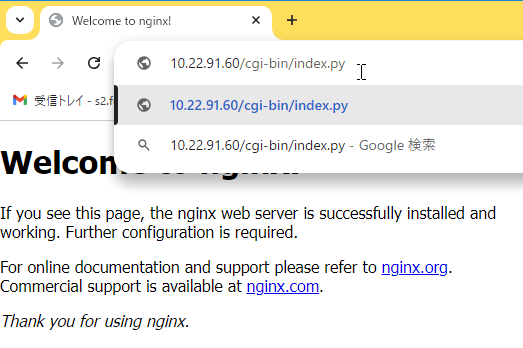 Welcome to nginx!
10.22.91.60/cgi-bin/index.py
受信トレイ - s2.f
10.22.91.60/cgi-bin/index.py
10.22.91.60/cgi-bin/index.py - Google 検索
Welcome to nginx!
If you see this page, the nginx web server is successfully installed and
working. Further configuration is required.
For online documentation and support please refer to nginx.org.
Commercial support is available at nginx.com.
Thank you for using nginx.